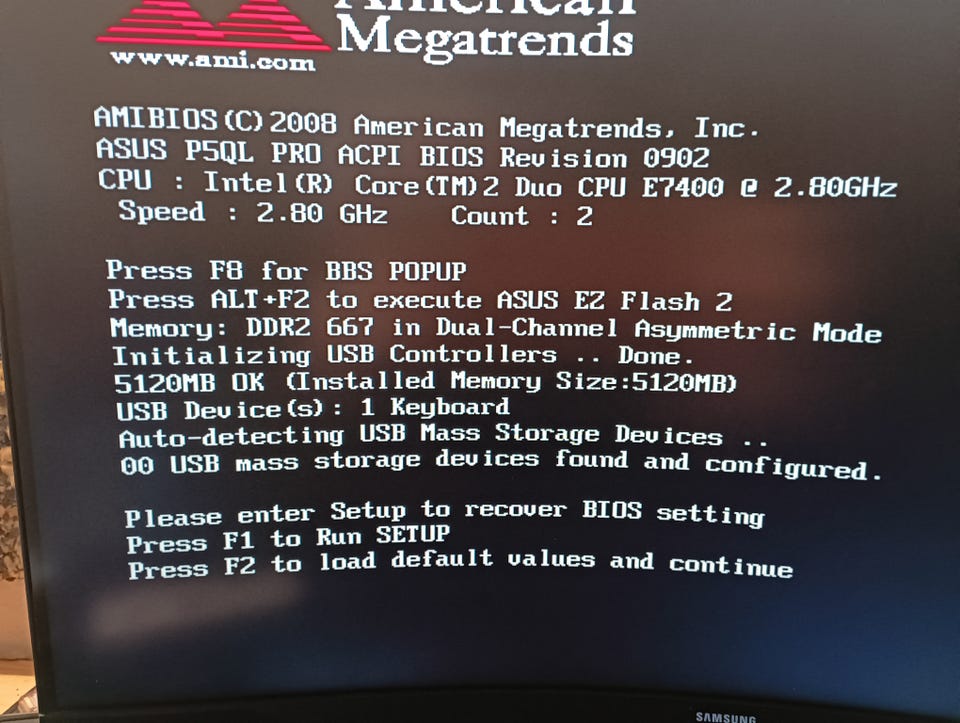 American
Megatrends
www.ami.com
AMIBIOS(C)2008 American Megatrends, Inc.
ASUS P5QL PRO ACPI BIOS Revision 0902
CPU : Intel(R) Core(TM)2 Duo CPU E7400 @ 2.80GHz
Speed : 2.80 GHz Count : 2
Press F8 for BBS POPUP
Press ALT+F2 to execute ASUS EZ Flash 2
Memory: DDR2 667 in Dual-Channel Asymmetric Mode
Initializing USB Controllers .. Done.
5120MB OK (Installed Memory Size:5120MB)
USB Device(s): 1 Keyboard
Auto-detecting USB Mass Storage Devices ..
00 USB mass storage devices found and configured.
Please enter Setup to recover BIOS setting
Press F1 to Run SETUP
Press F2 to load default values and continue
SAMSUNG